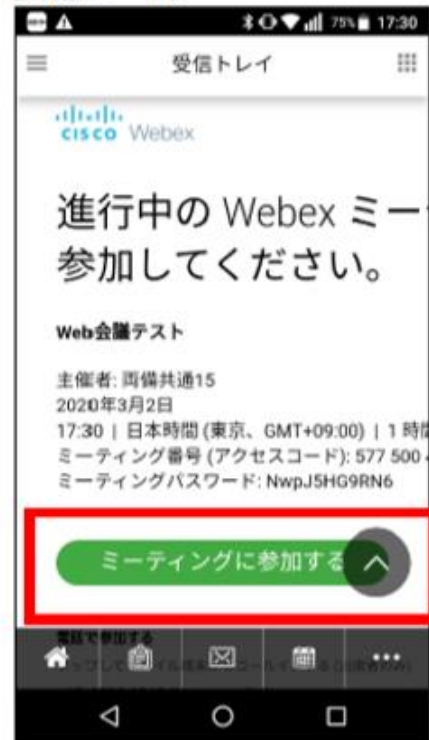 75% 17:30
受信トレイ
CISCO Webex
進行中の Webex ミー
参加してください。
Web会議テスト
主催者: 両備共通15
2020年3月2日
17:30 | 日本時間 (東京、GMT+09:00) | 1 時間
ミーティング番号 (アクセスコード): 577 500
ミーティングパスワード: NwpJ5HG9RN6
ミーティングに参加する
電話で参加する